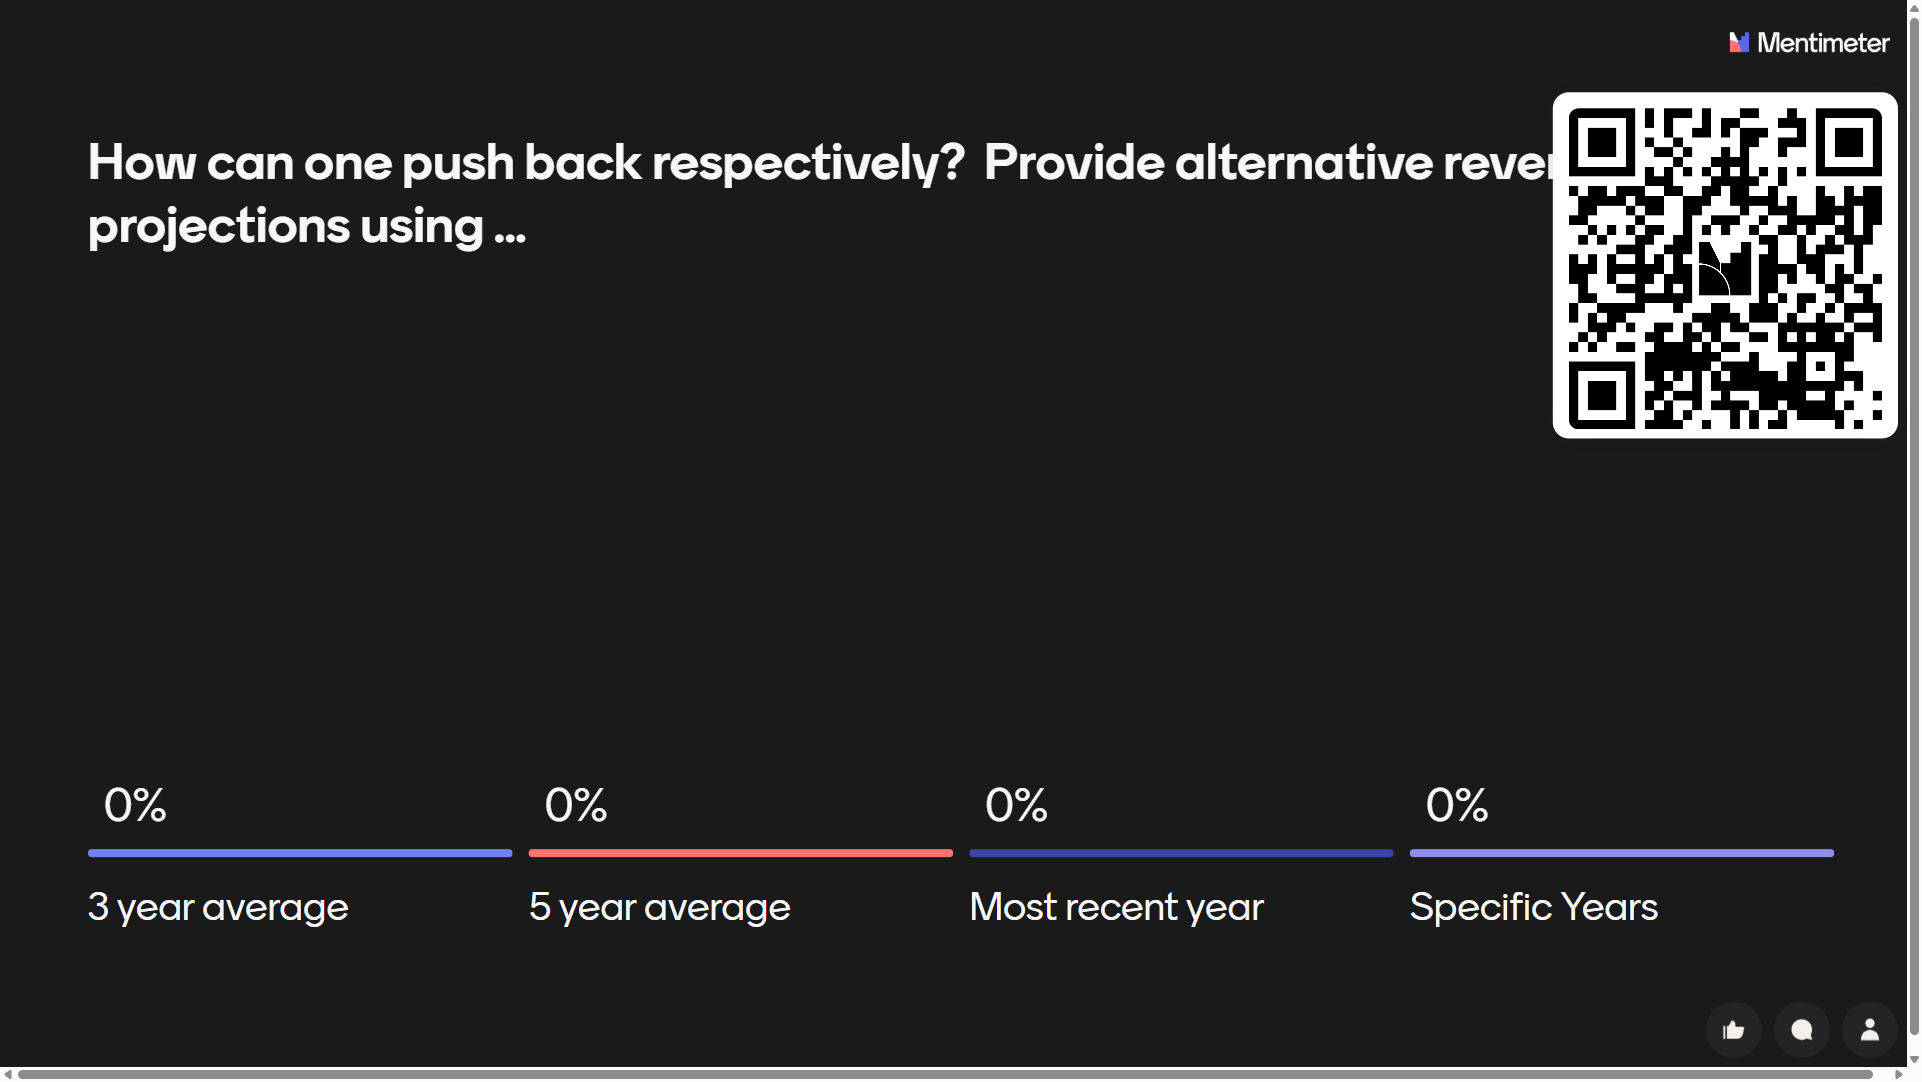 Mentimeter
How can one push back respectively? Provide alternative
projections using ...
0%
0%
0%
0%
3 year average
5 year average
Most recent year
Specific Years